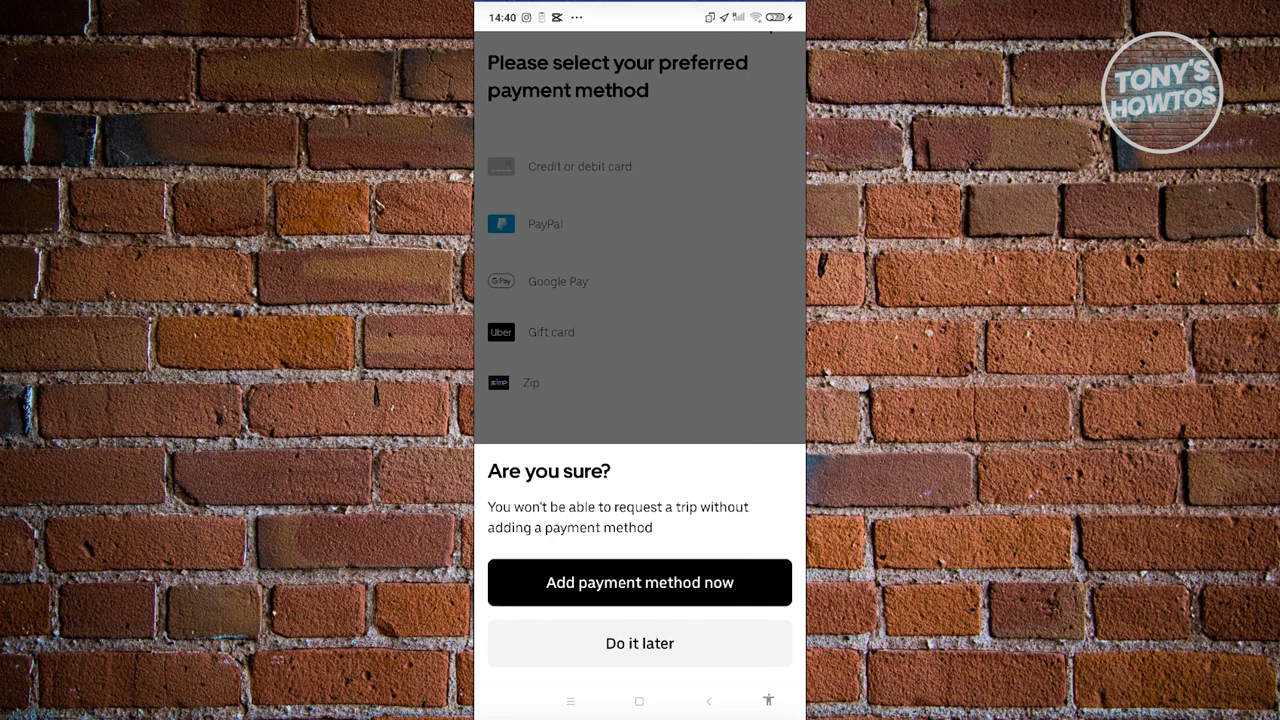 14:40
TONY'S
HOWTOS
Please select your preferred
payment method
Credit or debit card
PayPal
G Pay
Google Pay
Uber
Gift card
ZIP
Zip
Are you sure?
You won't be able to request a trip without
adding a payment method
Add payment method now
Do it later